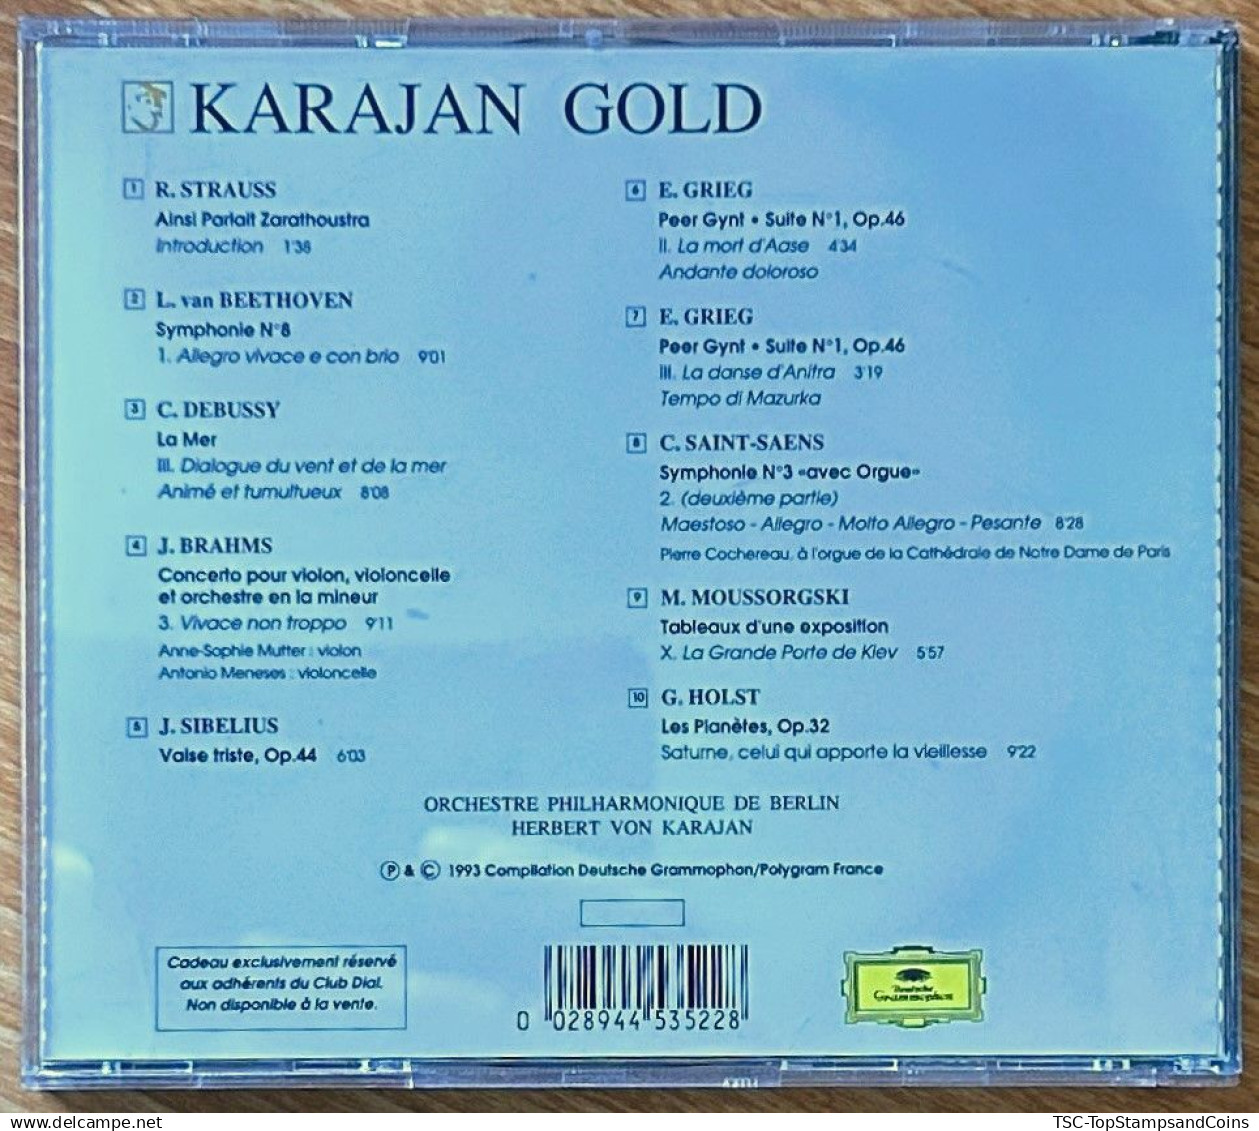 KARAJAN GOLD
1 R. STRAUSS
Ainsi Parlait Zarathoustra
Introduction 1'38
2 L. van BEETHOVEN
Symphonie N°8
1. Allegro vivace e con brio 9'01
3 C. DEBUSSY
La Mer
III. Dialogue du vent et de la mer
Animé et tumultueux 8'08
4 J. BRAHMS
Concerto pour violon, violoncelle
et orchestre en la mineur
3. Vivace non troppo 9'11
Anne-Sophie Mutter : violon
Antonio Meneses : violoncelle
5 J. SIBELIUS
Valse triste, Op.44 6'03
6 E. GRIEG
Peer Gynt • Suite N°1, Op.46
II. La mort d'Aase 4'34
Andante doloroso
7 E. GRIEG
Peer Gynt • Suite N°1, Op.46
III. La danse d'Anitra 3'19
Tempo di Mazurka
8 C. SAINT-SAENS
Symphonie N°3 «avec Orgue»
2. (deuxième partie)
Maestoso - Allegro - Molto Allegro - Pesante 8'28
Pierre Cochereau, à l'orgue de la Cathédrale de Notre Dame de Paris
9 M. MOUSSORGSKI
Tableaux d'une exposition
X. La Grande Porte de Kiev 5'57
10 G. HOLST
Les Planètes, Op.32
Saturne, celui qui apporte la vieillesse 9'22
ORCHESTRE PHILHARMONIQUE DE BERLIN
HERBERT VON KARAJAN
Ⓟ & © 1993 Compilation Deutsche Grammophon/Polygram France
Cadeau exclusivement réservé
aux adhérents du Club Dial.
Non disponible à la vente.
0 028944 535228
Deutsche
Grammophon
www.delcampe.net
TSC-TopStampsandCoins